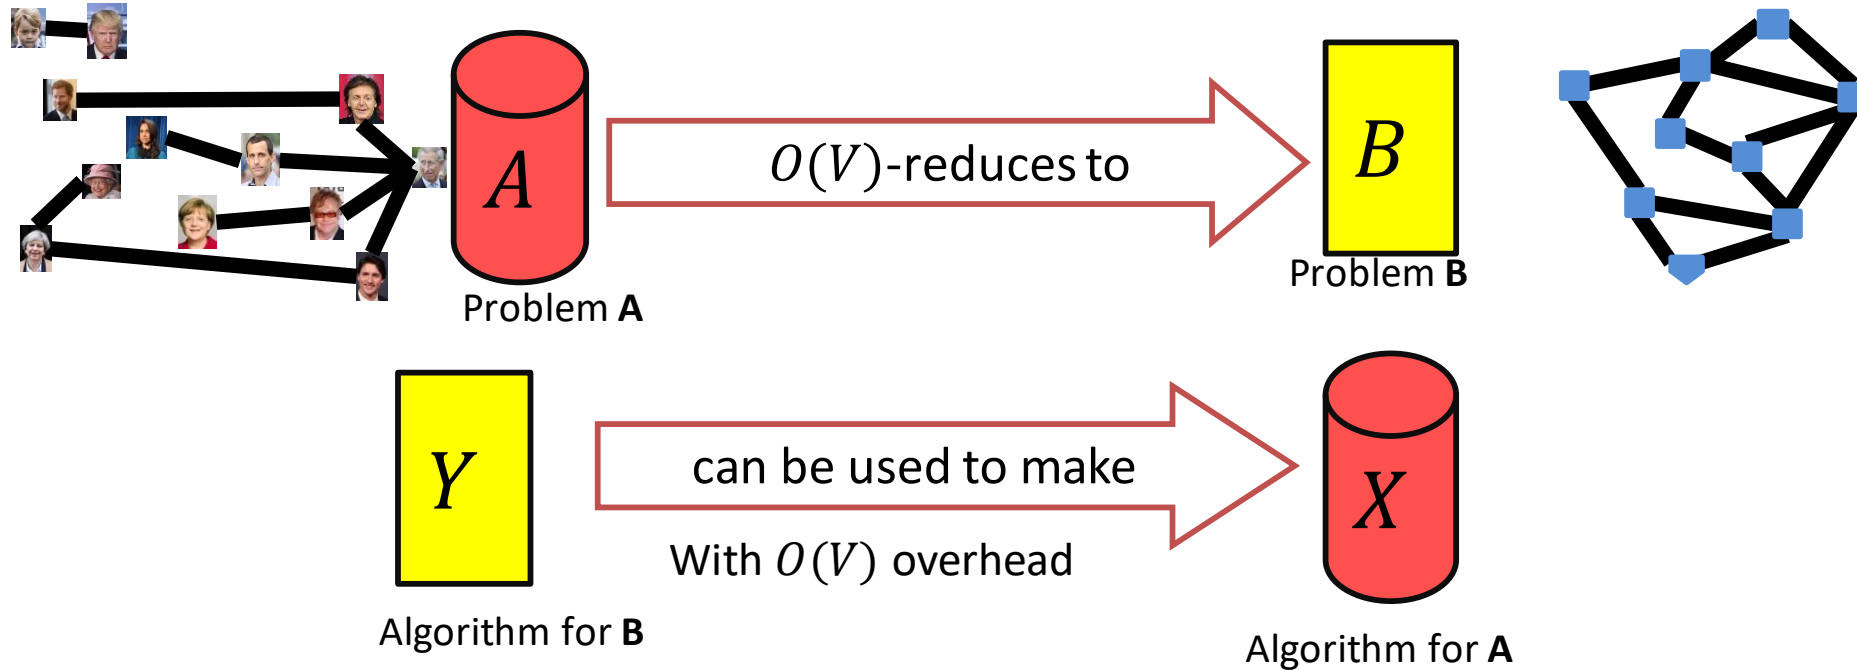 A
O(V)-reduces to
B
Problem A
Problem B
Y
can be used to make
X
With O(V) overhead
Algorithm for B
Algorithm for A